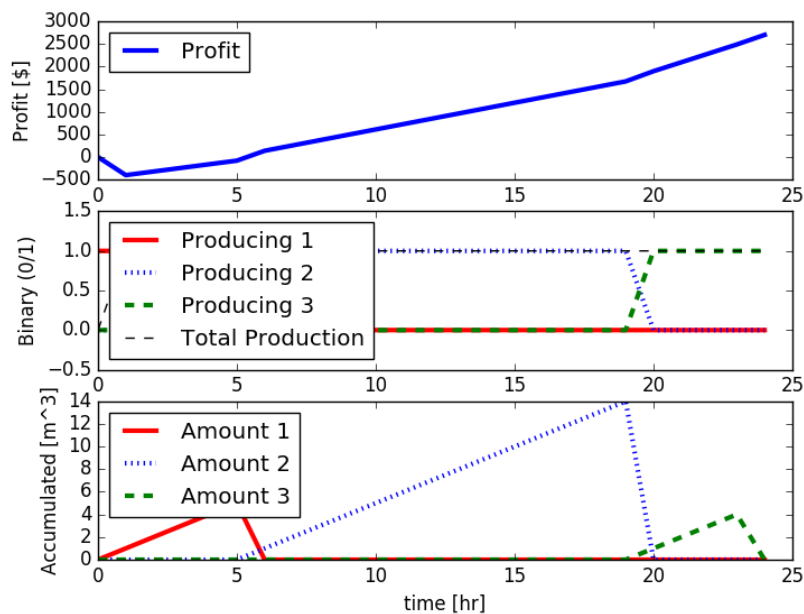 3000
2500
2000
1500
1000
500
0
−500
Profit [$]
Profit
0 5 10 15 20 25
1.5
1.0
0.5
0.0
−0.5
Binary (0/1)
Producing 1
Producing 2
Producing 3
Total Production
0 5 10 15 20 25
14
12
10
8
6
4
2
0
Accumulated [m^3]
Amount 1
Amount 2
Amount 3
0 5 10 15 20 25
time [hr]